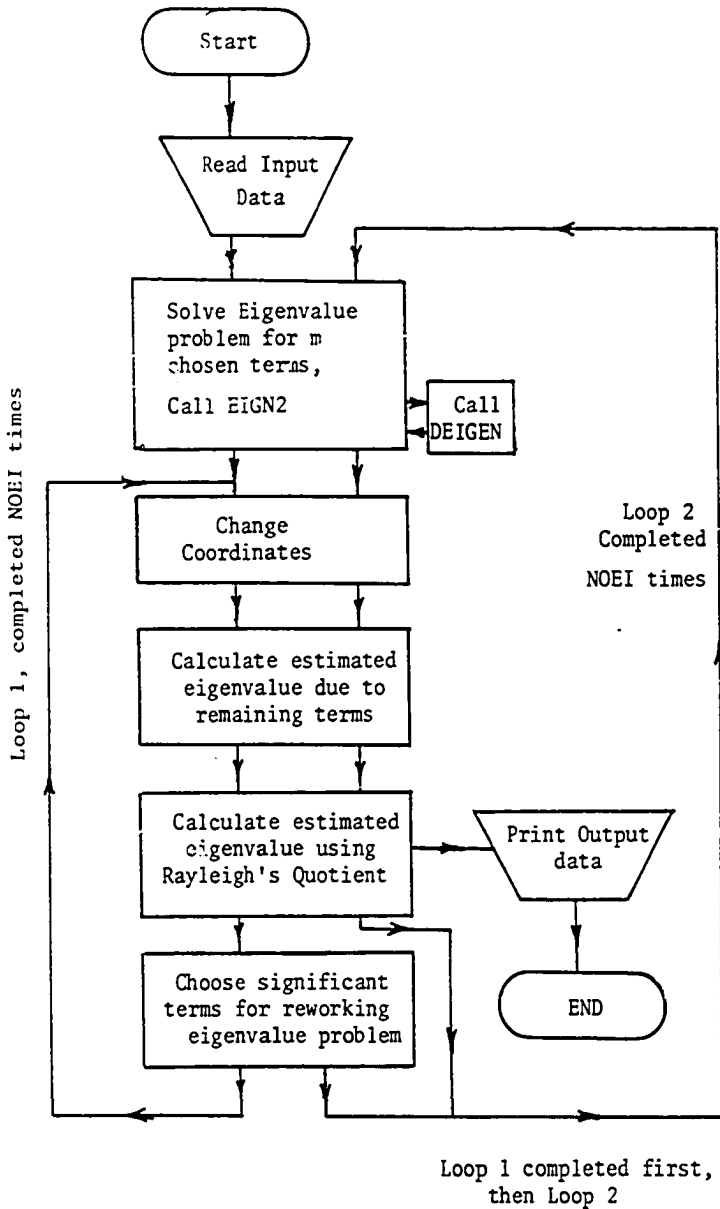 Start
Read Input
Data
Solve Eigenvalue
problem for m
chosen terms,
Call EIGN2
Call
DEIGEN
Loop 1, completed NOEI times
Change
Coordinates
Loop 2
Completed
NOEI times
Calculate estimated
eigenvalue due to
remaining terms
Calculate estimated
eigenvalue using
Rayleigh's Quotient
Print Output
data
Choose significant
terms for reworking
eigenvalue problem
END
Loop 1 completed first,
then Loop 2